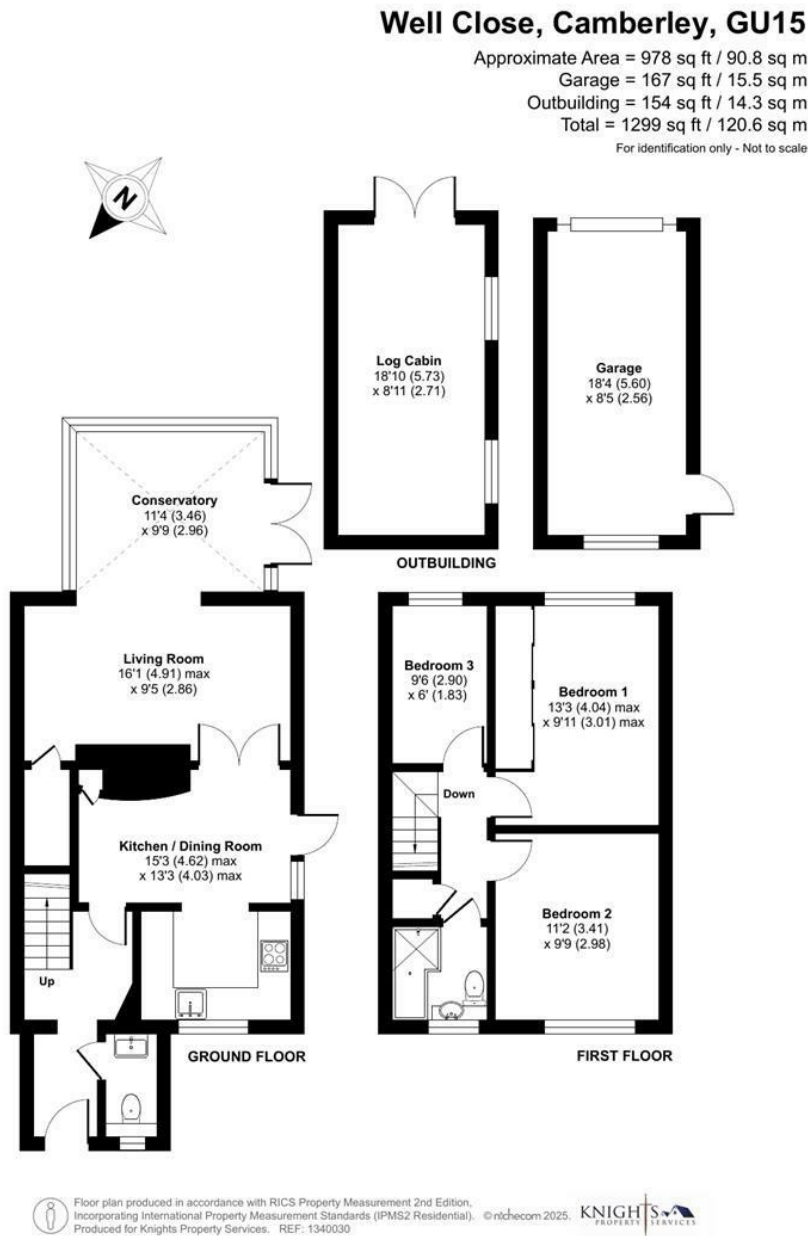 Well Close, Camberley, GU15
Approximate Area = 978 sq ft / 90.8 sq m
Garage = 167 sq ft / 15.5 sq m
Outbuilding = 154 sq ft / 14.3 sq m
Total = 1299 sq ft / 120.6 sq m
For identification only - Not to scale
N
Log Cabin
18'10 (5.73)
x 8'11 (2.71)
Garage
18'4 (5.60)
x 8'5 (2.56)
OUTBUILDING
Conservatory
11'4 (3.46)
x 9'9 (2.96)
Living Room
16'1 (4.91) max
x 9'5 (2.86)
Kitchen / Dining Room
15'3 (4.62) max
x 13'3 (4.03) max
Up
GROUND FLOOR
Bedroom 3
9'6 (2.90)
x 6' (1.83)
Bedroom 1
13'3 (4.04) max
x 9'11 (3.01) max
Down
Bedroom 2
11'2 (3.41)
x 9'9 (2.98)
FIRST FLOOR
Floor plan produced in accordance with RICS Property Measurement 2nd Edition,
Incorporating International Property Measurement Standards (IPMS2 Residential). ©nichecom 2025.
Produced for Knights Property Services. REF: 1340030
KNIGHTS
PROPERTY SERVICES